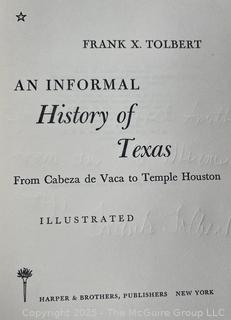 FRANK X. TOLBERT
AN INFORMAL
History of
Texas
From Cabeza de Vaca to Temple Houston
ILLUSTRATED
HARPER & BROTHERS, PUBLISHERS NEW YORK
Copyright 2025 - The McGuire Group LLC